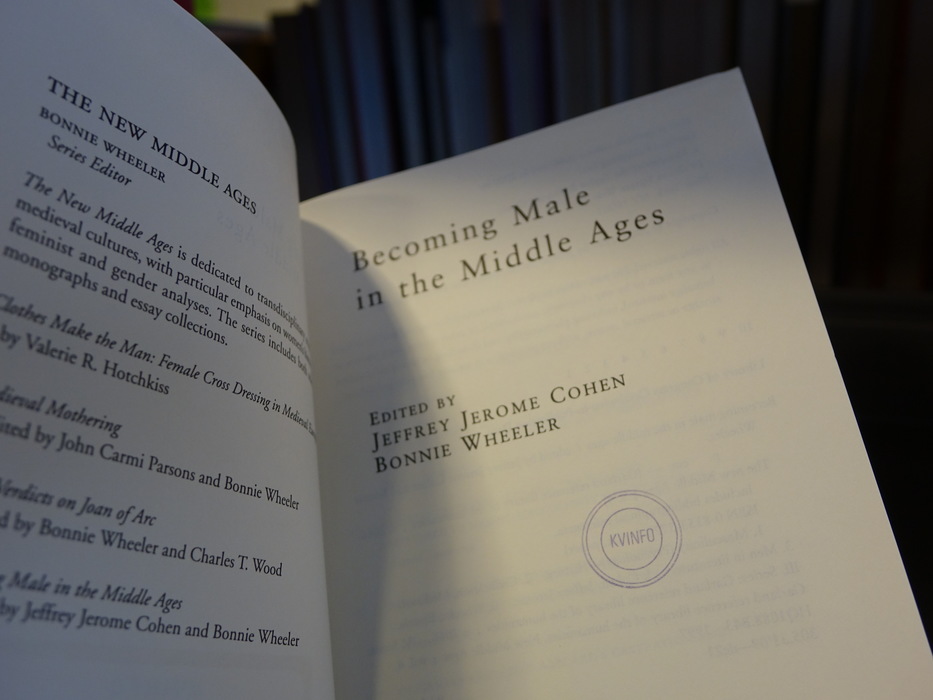 THE NEW MIDDLE AGES
BONNIE WHEELER
Series Editor
The New Middle Ages is dedicated to transdisciplinary
medieval cultures, with particular emphasis on women's
feminist and gender analyses. The series includes both
monographs and essay collections.
Clothes Make the Man: Female Cross Dressing in Medieval
by Valerie R. Hotchkiss
Mothering
by John Carmi Parsons and Bonnie Wheeler
Verdicts on Joan of Arc
by Bonnie Wheeler and Charles T. Wood
Male in the Middle Ages
by Jeffrey Jerome Cohen and Bonnie Wheeler
Becoming Male
in the Middle Ages
EDITED BY
JEFFREY JEROME COHEN
BONNIE WHEELER
KVINFO